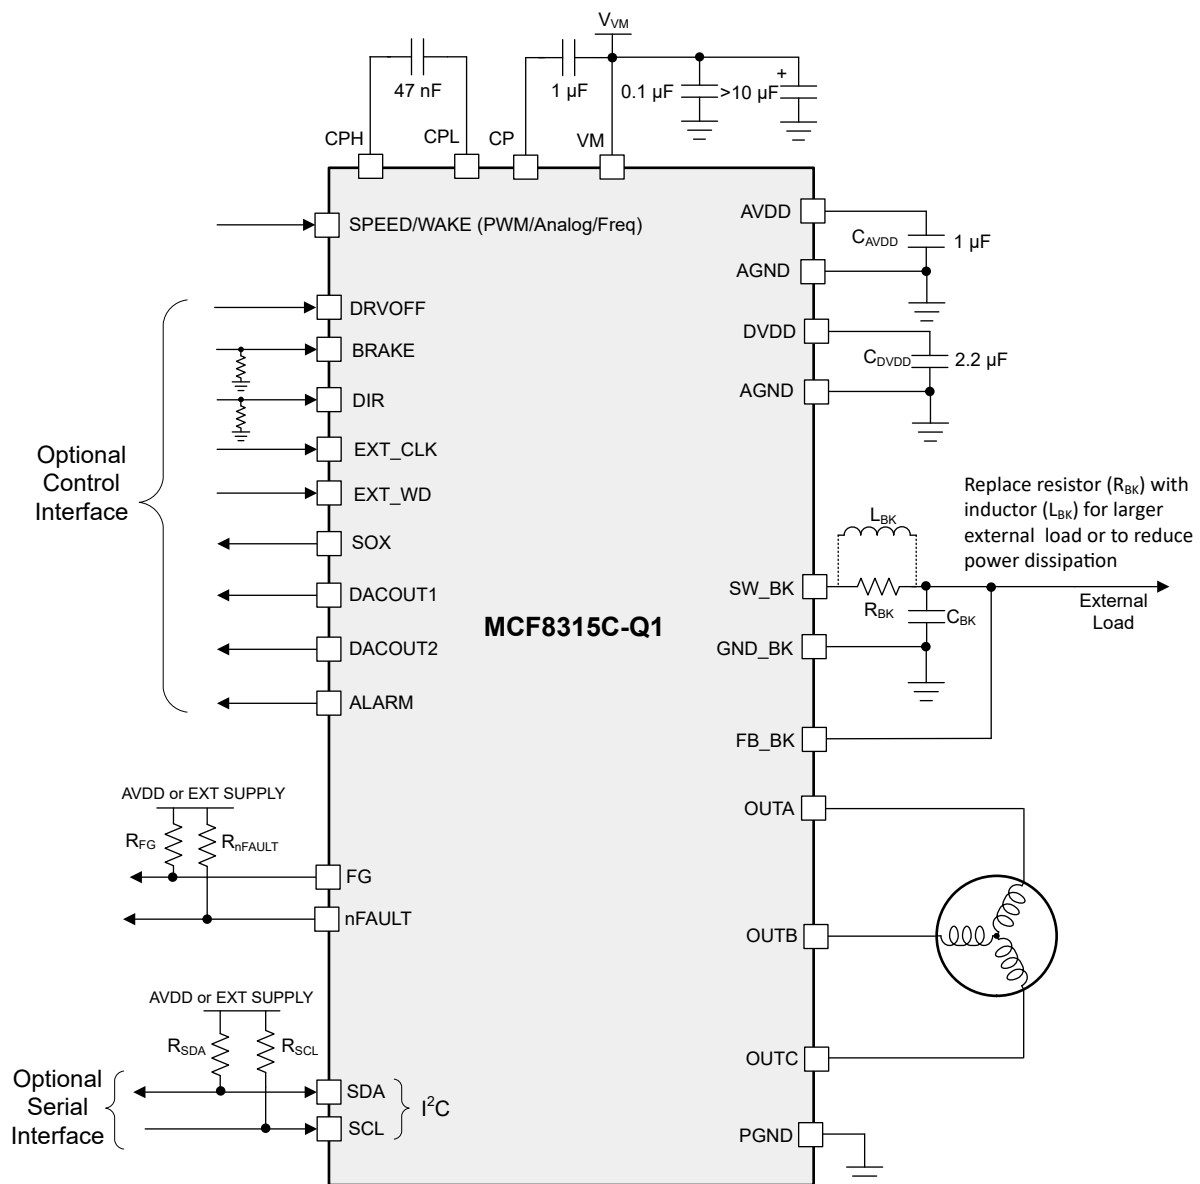 V_VM
47 nF
1 µF
0.1 µF
>10 µF
+
CPH
CPL
CP
VM
SPEED/WAKE (PWM/Analog/Freq)
DRVOFF
BRAKE
DIR
EXT_CLK
EXT_WD
SOX
DACOUT1
DACOUT2
ALARM
Optional
Control
Interface
AVDD or EXT SUPPLY
R_FG
R_nFAULT
FG
nFAULT
AVDD or EXT SUPPLY
R_SDA
R_SCL
Optional
Serial
Interface
SDA
SCL
I²C
MCF8315C-Q1
AVDD
C_AVDD
1 µF
AGND
DVDD
C_DVDD
2.2 µF
AGND
Replace resistor (R_BK) with
inductor (L_BK) for larger
external load or to reduce
power dissipation
L_BK
SW_BK
R_BK
C_BK
External
Load
GND_BK
FB_BK
OUTA
OUTB
OUTC
PGND